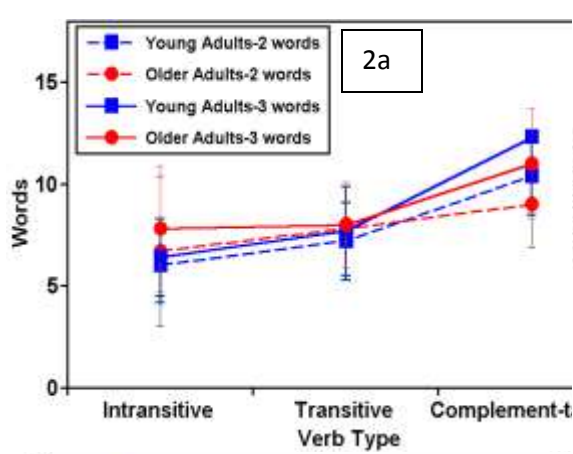 Young Adults-2 words
Older Adults-2 words
Young Adults-3 words
Older Adults-3 words
2a
15
10
5
0
Words
Intransitive
Transitive
Complement-t
Verb Type